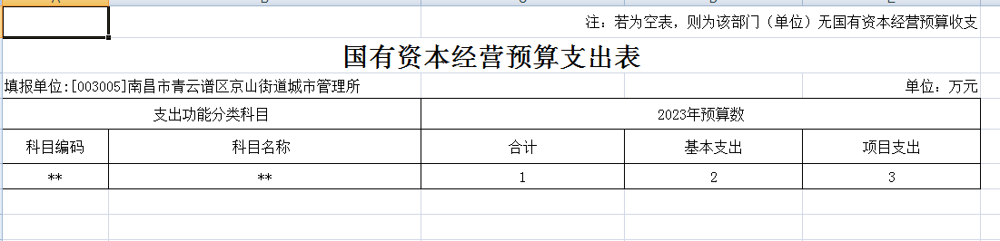 注：若为空表，则为该部门（单位）无国有资本经营预算收支
国有资本经营预算支出表
填报单位:[003005]南昌市青云谱区京山街道城市管理所 单位：万元
支出功能分类科目 2023年预算数
科目编码 科目名称 合计 基本支出 项目支出
** ** 1 2 3